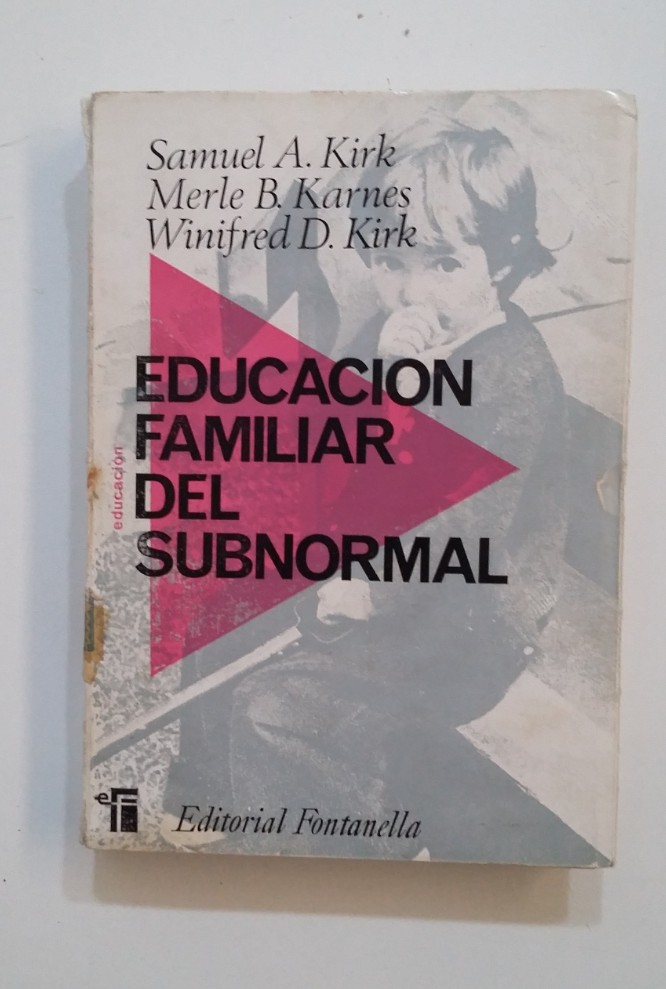 Samuel A. Kirk
Merle B. Karnes
Winifred D. Kirk
EDUCACION
FAMILIAR
DEL
SUBNORMAL
educación
eF
Editorial Fontanella